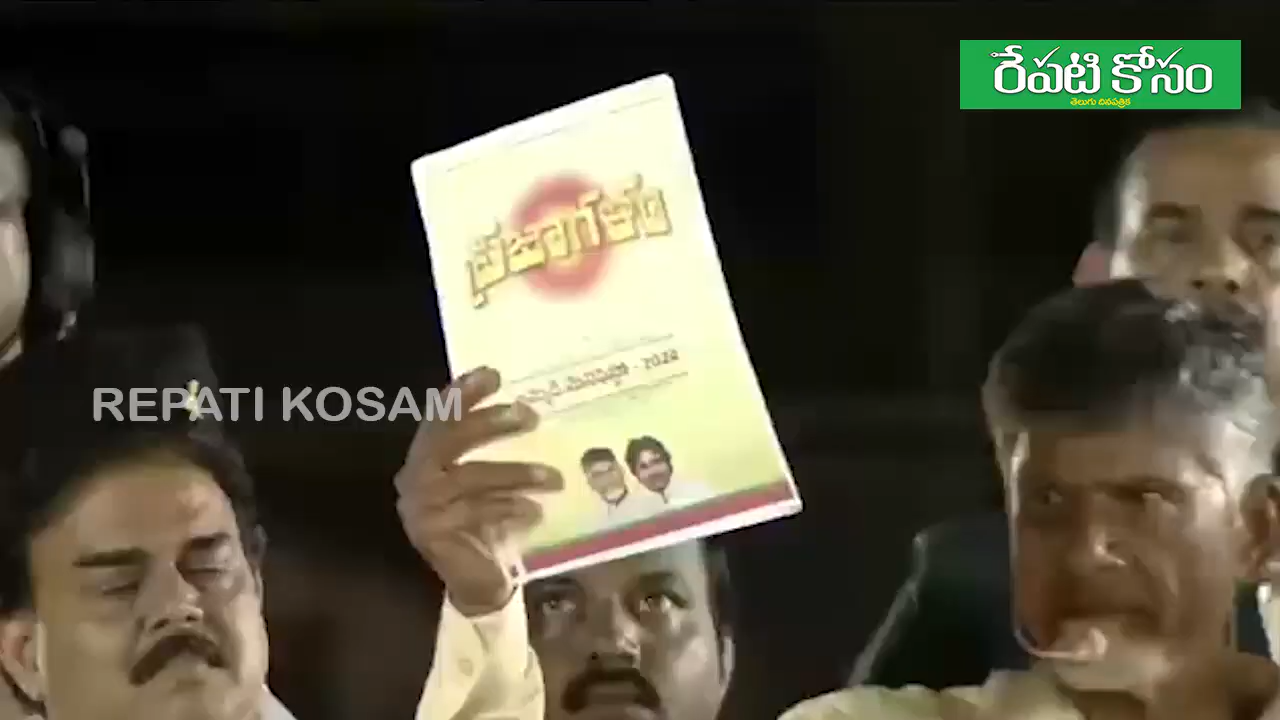 రేపటి కోసం
తెలుగు దినపత్రిక
ప్రజాగళం
మేనిఫెస్టో - 2024
REPATI KOSAM